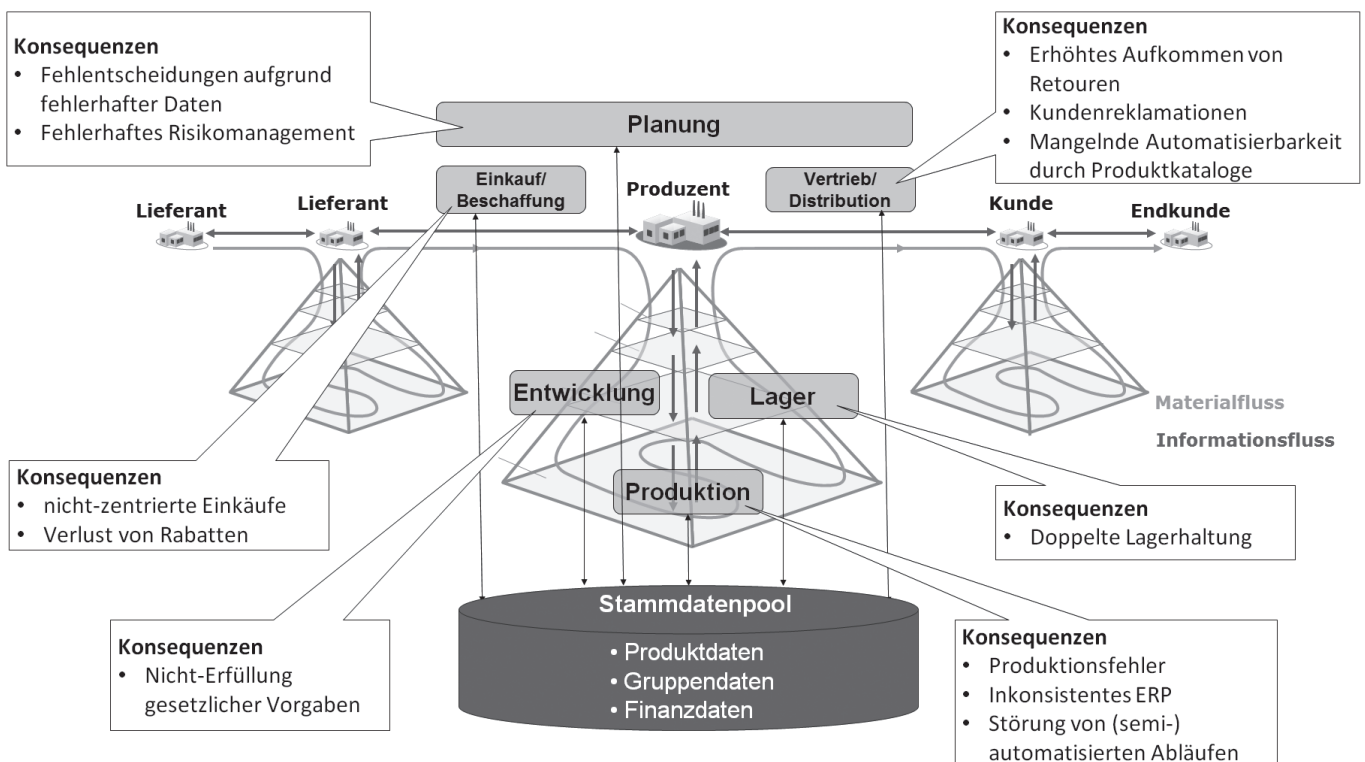 Konsequenzen
• Fehlentscheidungen aufgrund
fehlerhafter Daten
• Fehlerhaftes Risikomanagement
Konsequenzen
• Erhöhtes Aufkommen von
Retouren
• Kundenreklamationen
• Mangelnde Automatisierbarkeit
durch Produktkataloge
Planung
Einkauf/
Beschaffung
Produzent
Vertrieb/
Distribution
Lieferant
Lieferant
Kunde
Endkunde
Entwicklung
Lager
Materialfluss
Informationsfluss
Produktion
Konsequenzen
• nicht-zentrierte Einkäufe
• Verlust von Rabatten
Konsequenzen
• Doppelte Lagerhaltung
Stammdatenpool
• Produktdaten
• Gruppendaten
• Finanzdaten
Konsequenzen
• Nicht-Erfüllung
gesetzlicher Vorgaben
Konsequenzen
• Produktionsfehler
• Inkonsistentes ERP
• Störung von (semi-)
automatisierten Abläufen